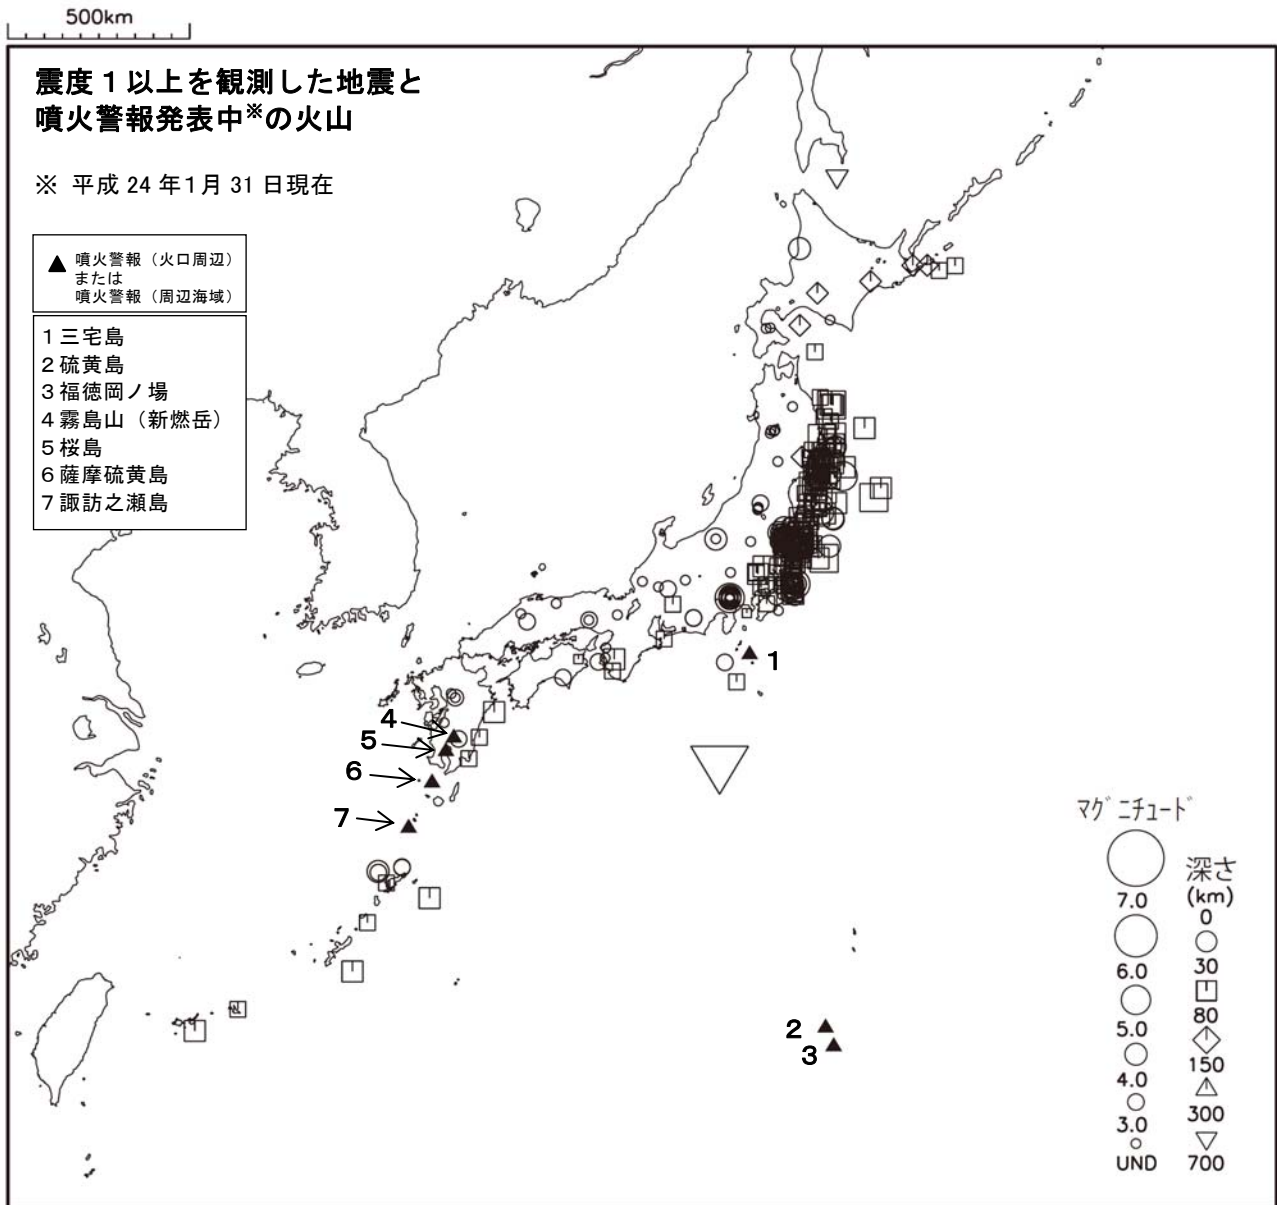 500km
震度１以上を観測した地震と
噴火警報発表中※の火山
※ 平成 24 年1月 31 日現在
▲ 噴火警報（火口周辺）
または
噴火警報（周辺海域）
１三宅島
２硫黄島
３福徳岡ノ場
４霧島山（新燃岳）
５桜島
６薩摩硫黄島
７諏訪之瀬島
1
4
5
6
7
2
3
マグニチュード
7.0
6.0
5.0
4.0
3.0
UND
深さ
(km)
0
30
80
150
300
700